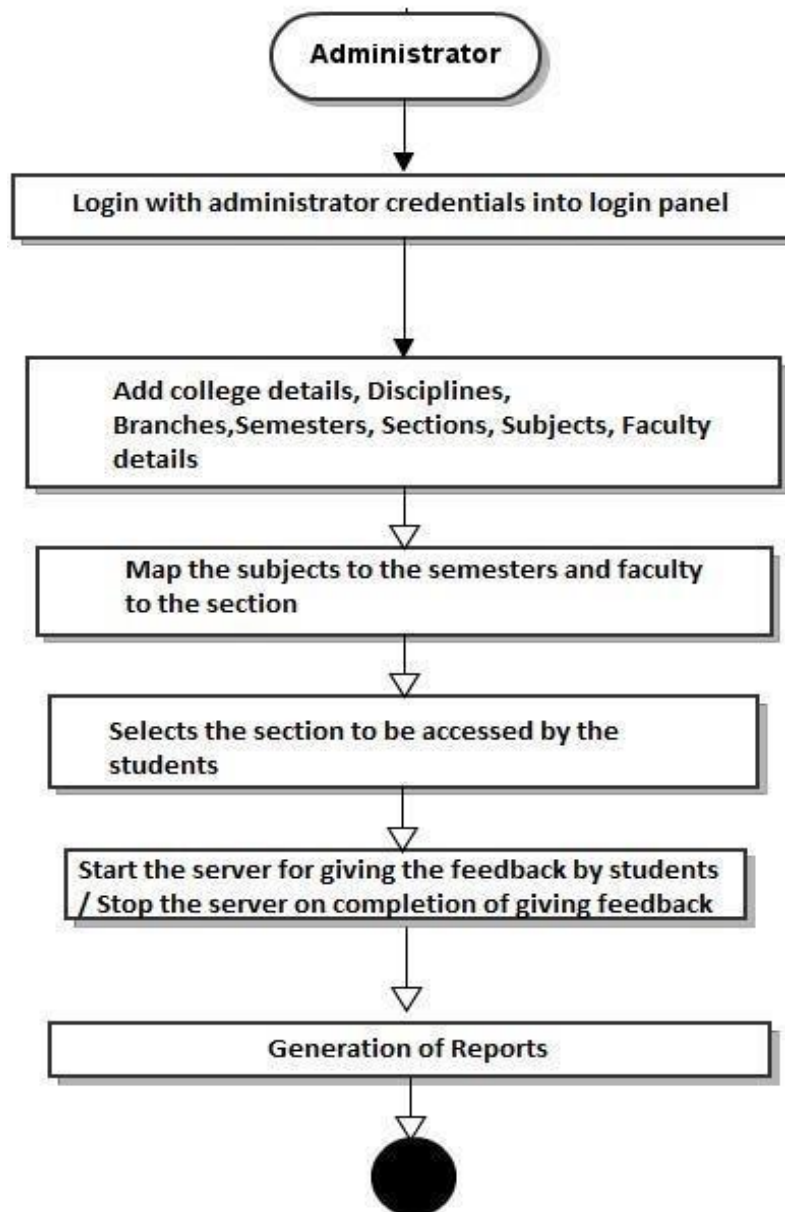 Administrator
Login with administrator credentials into login panel
Add college details, Disciplines,
Branches,Semesters, Sections, Subjects, Faculty
details
Map the subjects to the semesters and faculty
to the section
Selects the section to be accessed by the
students
Start the server for giving the feedback by students
/ Stop the server on completion of giving feedback
Generation of Reports